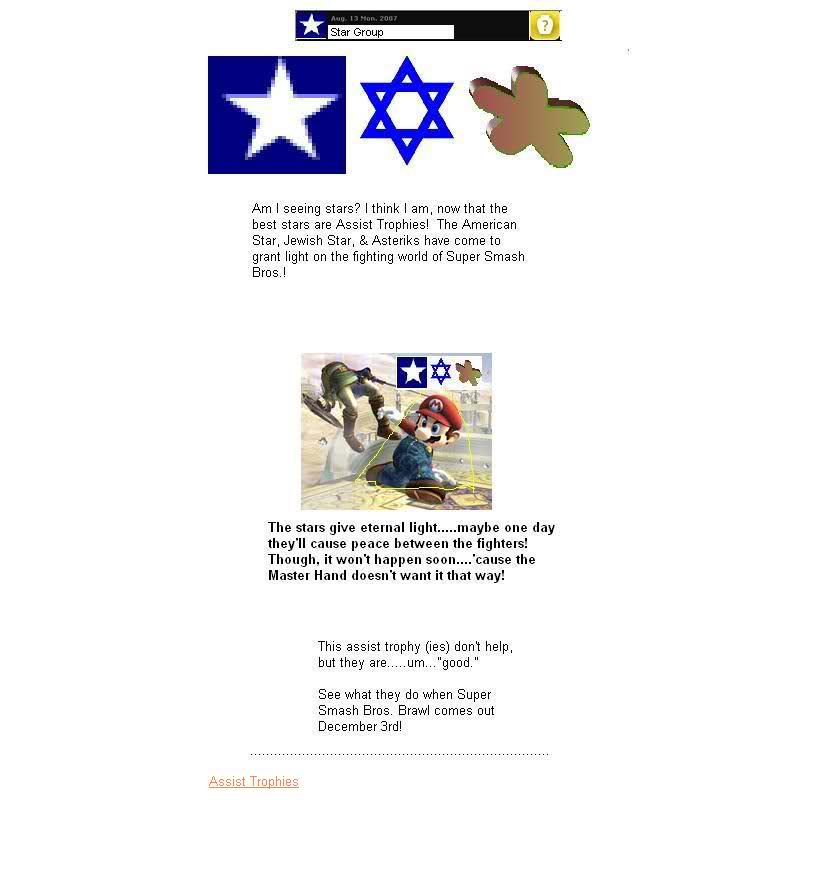 Aug. 13 Mon. 2007
Star Group
?
Am I seeing stars? I think I am, now that the
best stars are Assist Trophies!  The American
Star, Jewish Star, & Asteriks have come to
grant light on the fighting world of Super Smash
Bros.!
The stars give eternal light.....maybe one day
they'll cause peace between the fighters!
Though, it won't happen soon....'cause the
Master Hand doesn't want it that way!
This assist trophy (ies) don't help,
but they are.....um..."good."
See what they do when Super
Smash Bros. Brawl comes out
December 3rd!
Assist Trophies